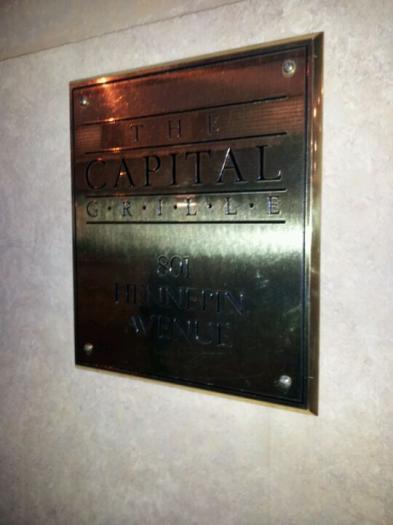 THE
CAPITAL
G·R·I·L·L·E
801
HENNEPIN
AVENUE